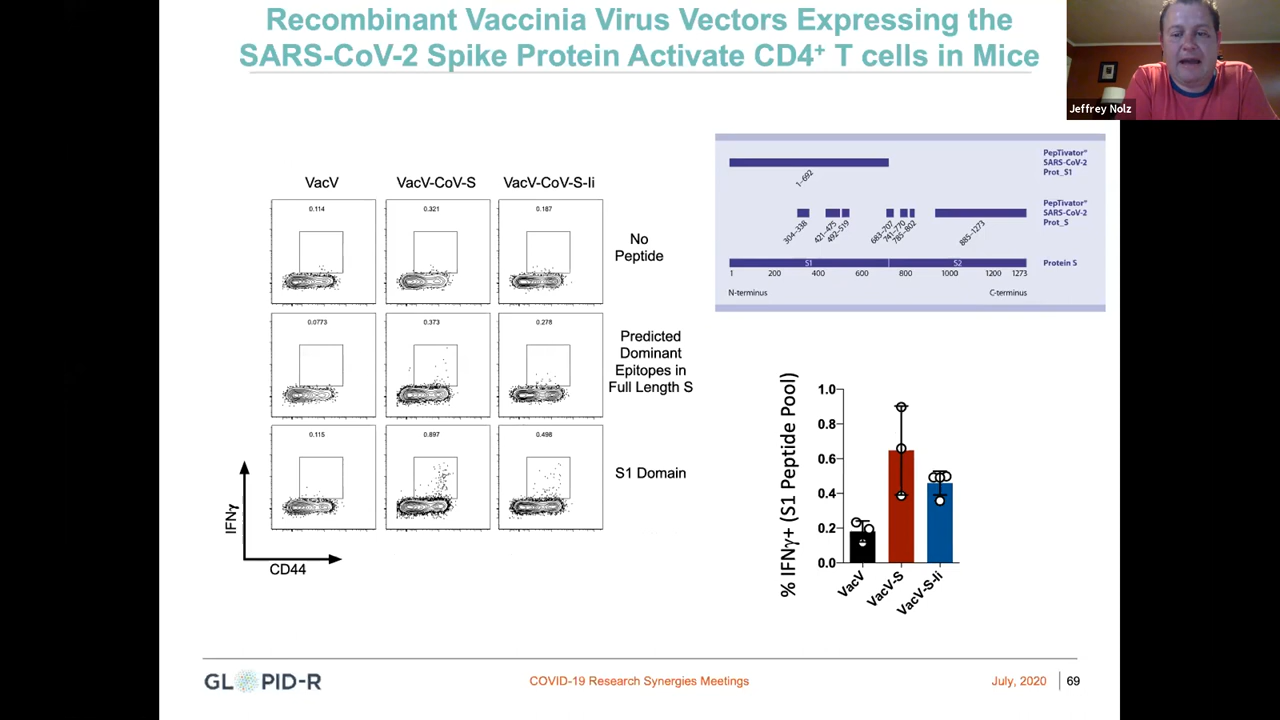 Recombinant Vaccinia Virus Vectors Expressing the
SARS-CoV-2 Spike Protein Activate CD4+ T cells in Mice
Jeffrey Nolz
VacV
VacV-CoV-S
VacV-CoV-S-Ii
0.114
0.321
0.187
No
Peptide
0.0773
0.373
0.278
Predicted
Dominant
Epitopes in
Full Length S
0.115
0.897
0.498
S1 Domain
IFNγ
CD44
PepTivator®
SARS-CoV-2
Prot_S1
1–692
PepTivator®
SARS-CoV-2
Prot_S
304–338
421–475
492–519
683–707
741–770
785–802
885–1273
S1
S2
Protein S
1
200
400
600
800
1000
1200
1273
N-terminus
C-terminus
% IFNγ+ (S1 Peptide Pool)
1.0
0.8
0.6
0.4
0.2
0.0
VacV
VacV-S
VacV-S-Ii
GLOPID-R
COVID-19 Research Synergies Meetings
July, 2020
69